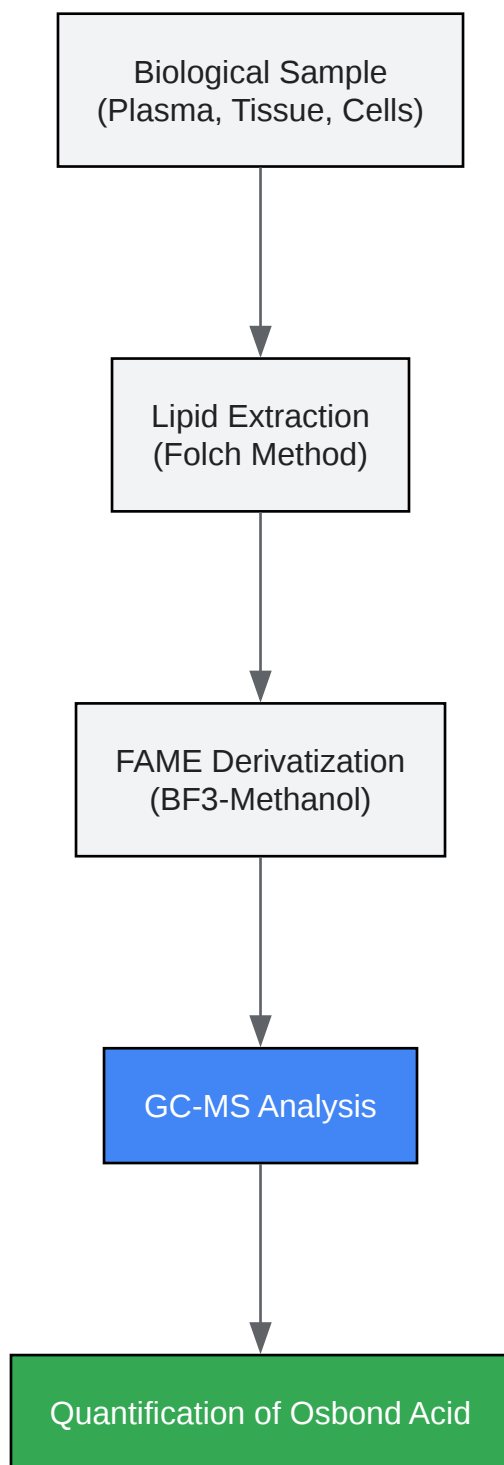 Biological Sample
(Plasma, Tissue, Cells)
Lipid Extraction
(Folch Method)
FAME Derivatization
(BF3-Methanol)
GC-MS Analysis
Quantification of Osbond Acid